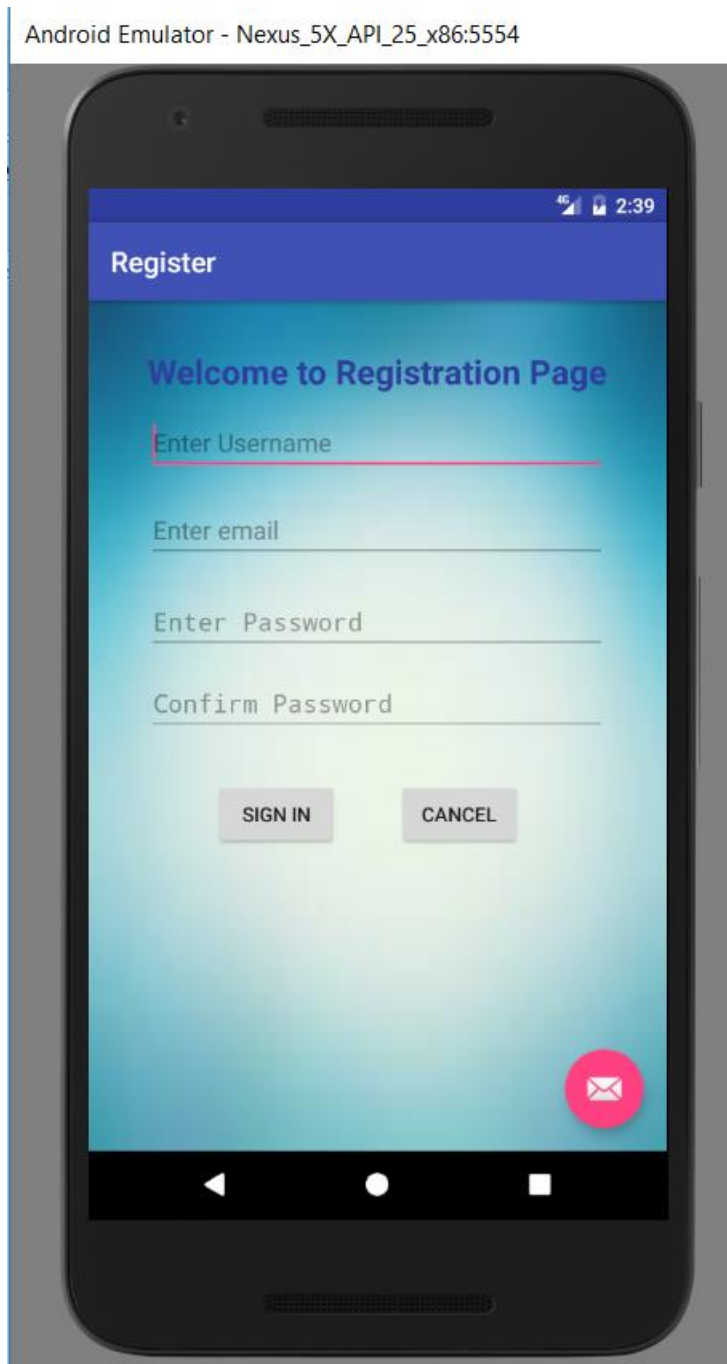 Android Emulator - Nexus_5X_API_25_x86:5554
4G 2:39
Register
Welcome to Registration Page
Enter Username
Enter email
Enter Password
Confirm Password
SIGN IN CANCEL